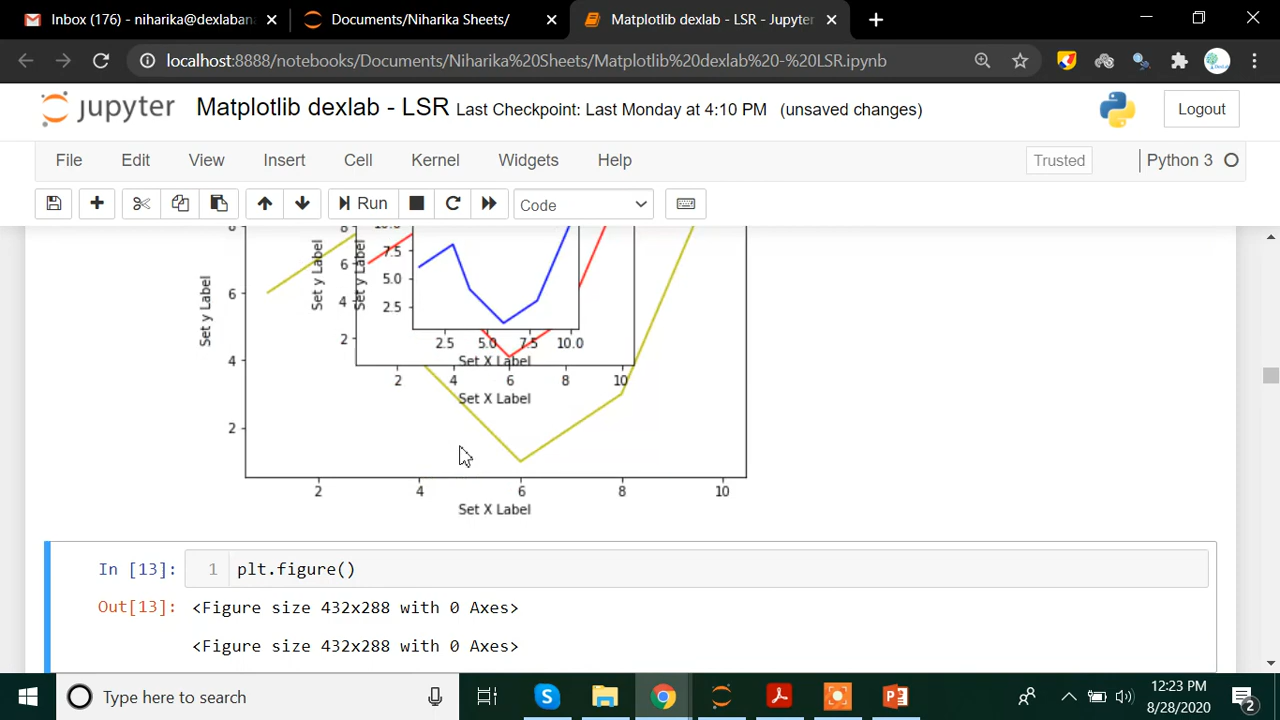 Inbox (176) - niharika@dexlabana
Documents/Niharika Sheets/
Matplotlib dexlab - LSR - Jupyter
localhost:8888/notebooks/Documents/Niharika%20Sheets/Matplotlib%20dexlab%20-%20LSR.ipynb
jupyter Matplotlib dexlab - LSR Last Checkpoint: Last Monday at 4:10 PM (unsaved changes)
Logout
File Edit View Insert Cell Kernel Widgets Help Trusted Python 3 O
Run Code
8 8 10.0
7.5
6
5.0
4
2.5
2
6
4
2
Set y Label
Set y Label
Set y Label
2.5 5.0 7.5 10.0
Set X Label
2 4 6 8 10
Set X Label
2 4 6 8 10
Set X Label
In [13]: 1 plt.figure()
Out[13]: <Figure size 432x288 with 0 Axes>
<Figure size 432x288 with 0 Axes>
Type here to search
12:23 PM
8/28/2020
2